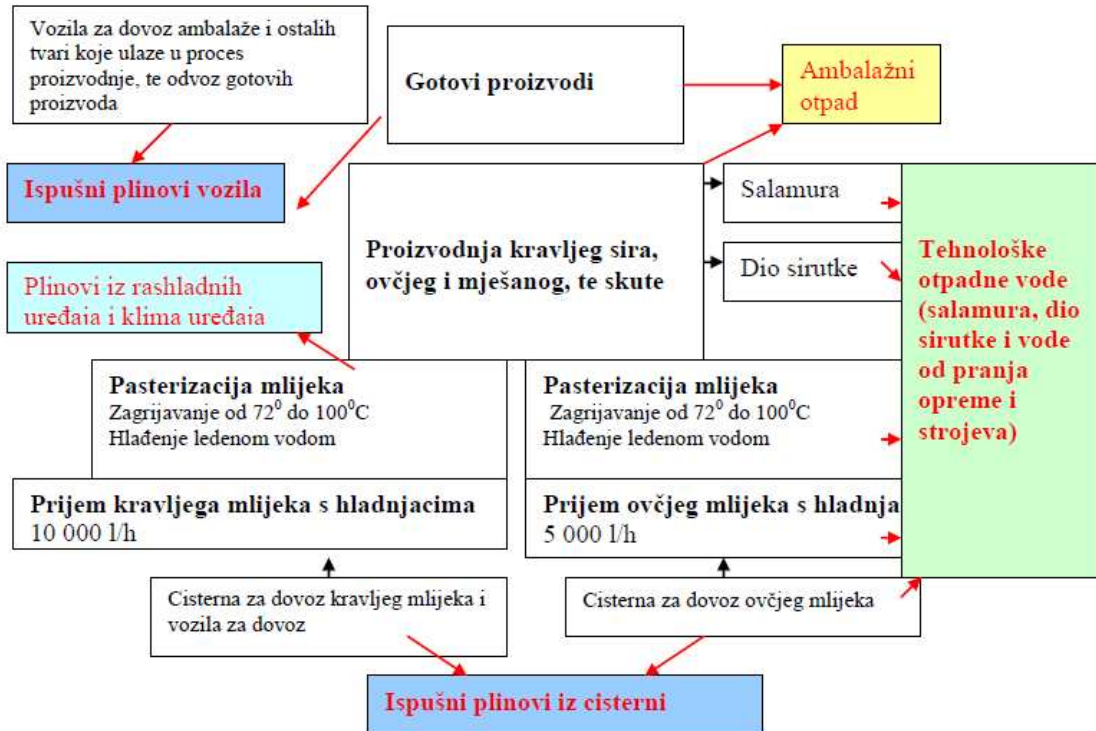 Vozila za dovoz ambalaže i ostalih
tvari koje ulaze u proces
proizvodnje, te odvoz gotovih
proizvoda
Gotovi proizvodi
Ambalažni
otpad
Ispušni plinovi vozila
Salamura
Proizvodnja kravljeg sira,
ovčjeg i mješanog, te skute
Dio sirutke
Tehnološke
otpadne vode
(salamura, dio
sirutke i vode
od pranja
opreme i
strojeva)
Plinovi iz rashladnih
uređaja i klima uređaja
Pasterizacija mlijeka
Zagrijavanje od 72⁰ do 100⁰C
Hlađenje ledenom vodom
Pasterizacija mlijeka
Zagrijavanje od 72⁰ do 100⁰C
Hlađenje ledenom vodom
Prijem kravljega mlijeka s hladnjacima
10 000 l/h
Prijem ovčjeg mlijeka s hladnja
5 000 l/h
Cisterna za dovoz kravljeg mlijeka i
vozila za dovoz
Cisterna za dovoz ovčjeg mlijeka
Ispušni plinovi iz cisterni